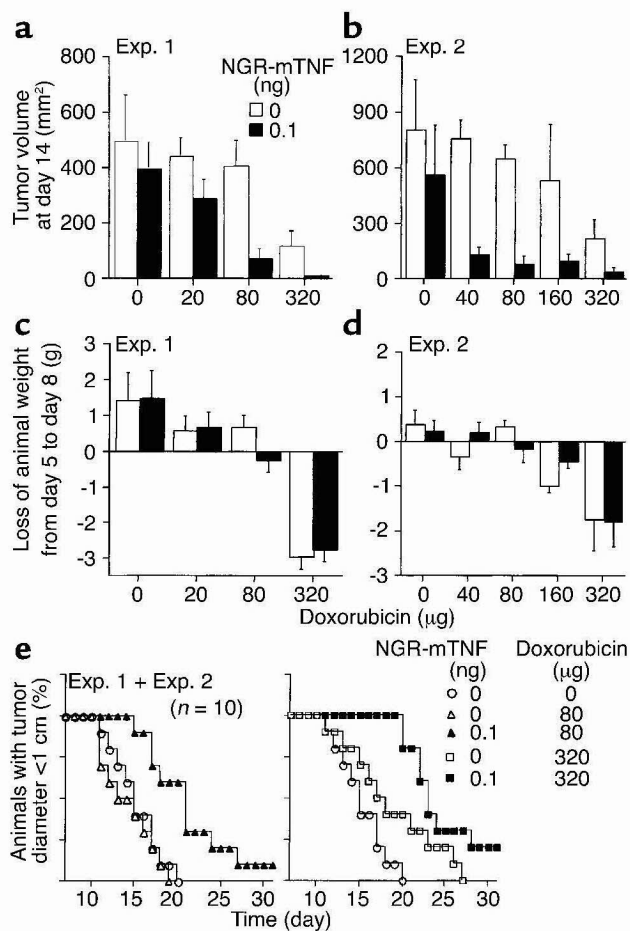 a
Exp. 1
NGR-mTNF
(ng)
0
0.1
Tumor volume
at day 14 (mm²)
800
600
400
200
0
0 20 80 320
b
Exp. 2
1200
900
600
300
0
0 40 80 160 320
c
Exp. 1
Loss of animal weight
from day 5 to day 8 (g)
3
2
1
0
-1
-2
-3
0 20 80 320
d
Exp. 2
2
1
0
-1
-2
-3
0 40 80 160 320
Doxorubicin (μg)
e
Exp. 1 + Exp. 2
(n = 10)
NGR-mTNF Doxorubicin
(ng) (μg)
0 0
0 80
0.1 80
0 320
0.1 320
Animals with tumor
diameter <1 cm (%)
10 15 20 25 30
10 15 20 25 30
Time (day)